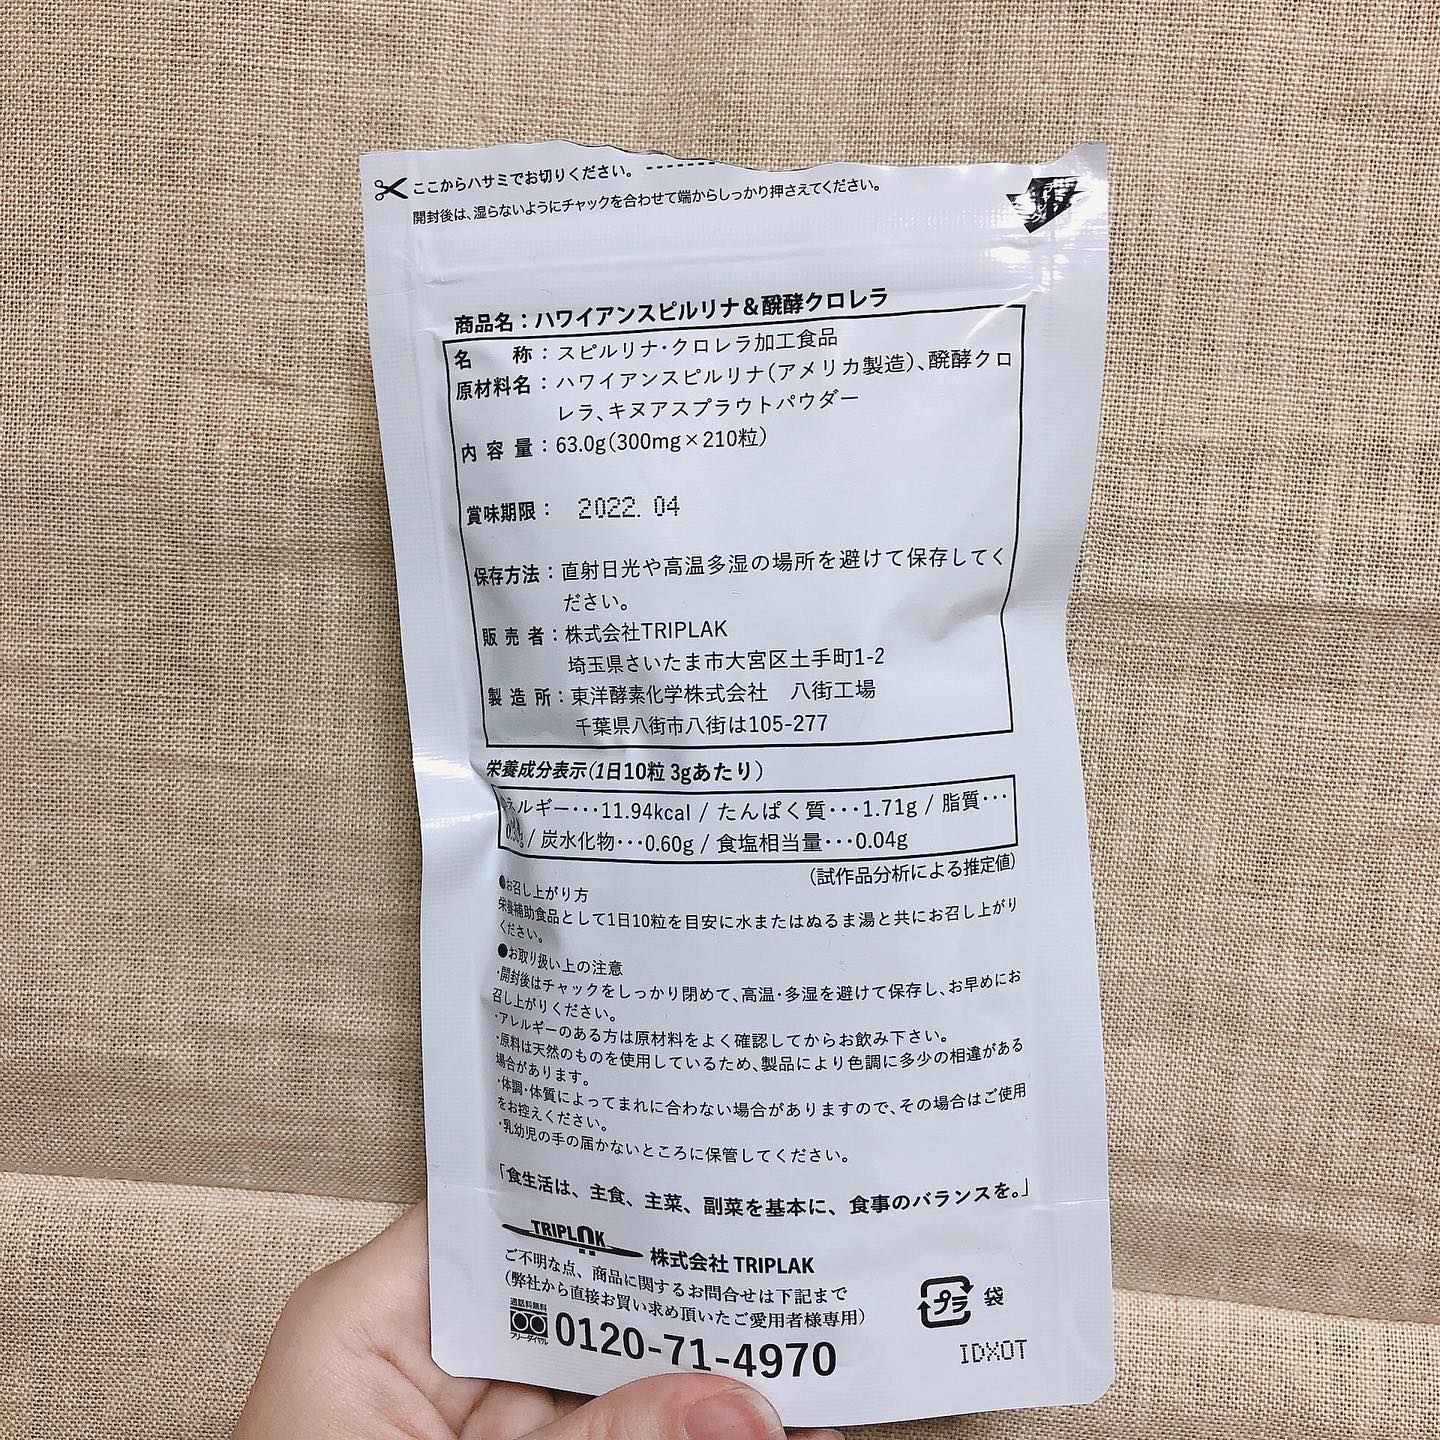 ここからハサミでお切りください。
開封後は、湿らないようにチャックを合わせて端からしっかり押さえてください。
商品名：ハワイアンスピルリナ＆醗酵クロレラ
名　称：スピルリナ・クロレラ加工食品
原材料名：ハワイアンスピルリナ（アメリカ製造）、醗酵クロ
レラ、キヌアスプラウトパウダー
内容量：63.0g（300mg×210粒）
賞味期限： 2022. 04
保存方法：直射日光や高温多湿の場所を避けて保存してく
ださい。
販売者：株式会社TRIPLAK
埼玉県さいたま市大宮区土手町1-2
製造所：東洋酵素化学株式会社　八街工場
千葉県八街市八街は105-277
栄養成分表示（1日10粒 3gあたり）
エネルギー･･･11.94kcal / たんぱく質･･･1.71g / 脂質･･･
/ 炭水化物･･･0.60g / 食塩相当量･･･0.04g
（試作品分析による推定値）
●お召し上がり方
栄養補助食品として1日10粒を目安に水またはぬるま湯と共にお召し上がり
ください。
●お取り扱い上の注意
・開封後はチャックをしっかり閉めて、高温・多湿を避けて保存し、お早めにお
召し上がりください。
・アレルギーのある方は原材料をよく確認してからお飲み下さい。
・原料は天然のものを使用しているため、製品により色調に多少の相違がある
場合があります。
・体調・体質によってまれに合わない場合がありますので、その場合はご使用
をお控えください。
・乳幼児の手の届かないところに保管してください。
「食生活は、主食、主菜、副菜を基本に、食事のバランスを。」
TRIPLAK 株式会社 TRIPLAK
ご不明な点、商品に関するお問合せは下記まで
（弊社から直接お買い求め頂いたご愛用者様専用）
通話料無料
フリーダイヤル
0120-71-4970
プラ 袋
IDXOT